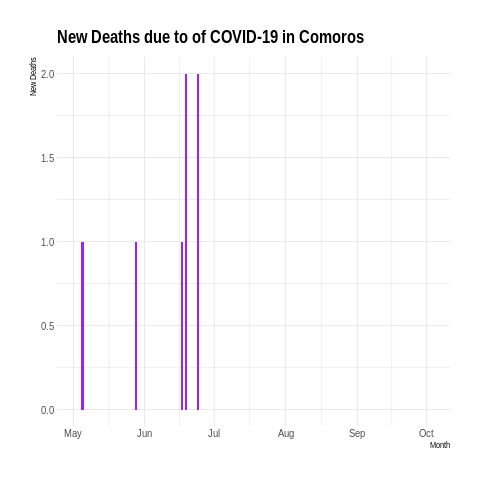 New Deaths due to of COVID-19 in Comoros
New Deaths
2.0
1.5
1.0
0.5
0.0
May Jun Jul Aug Sep Oct
Month